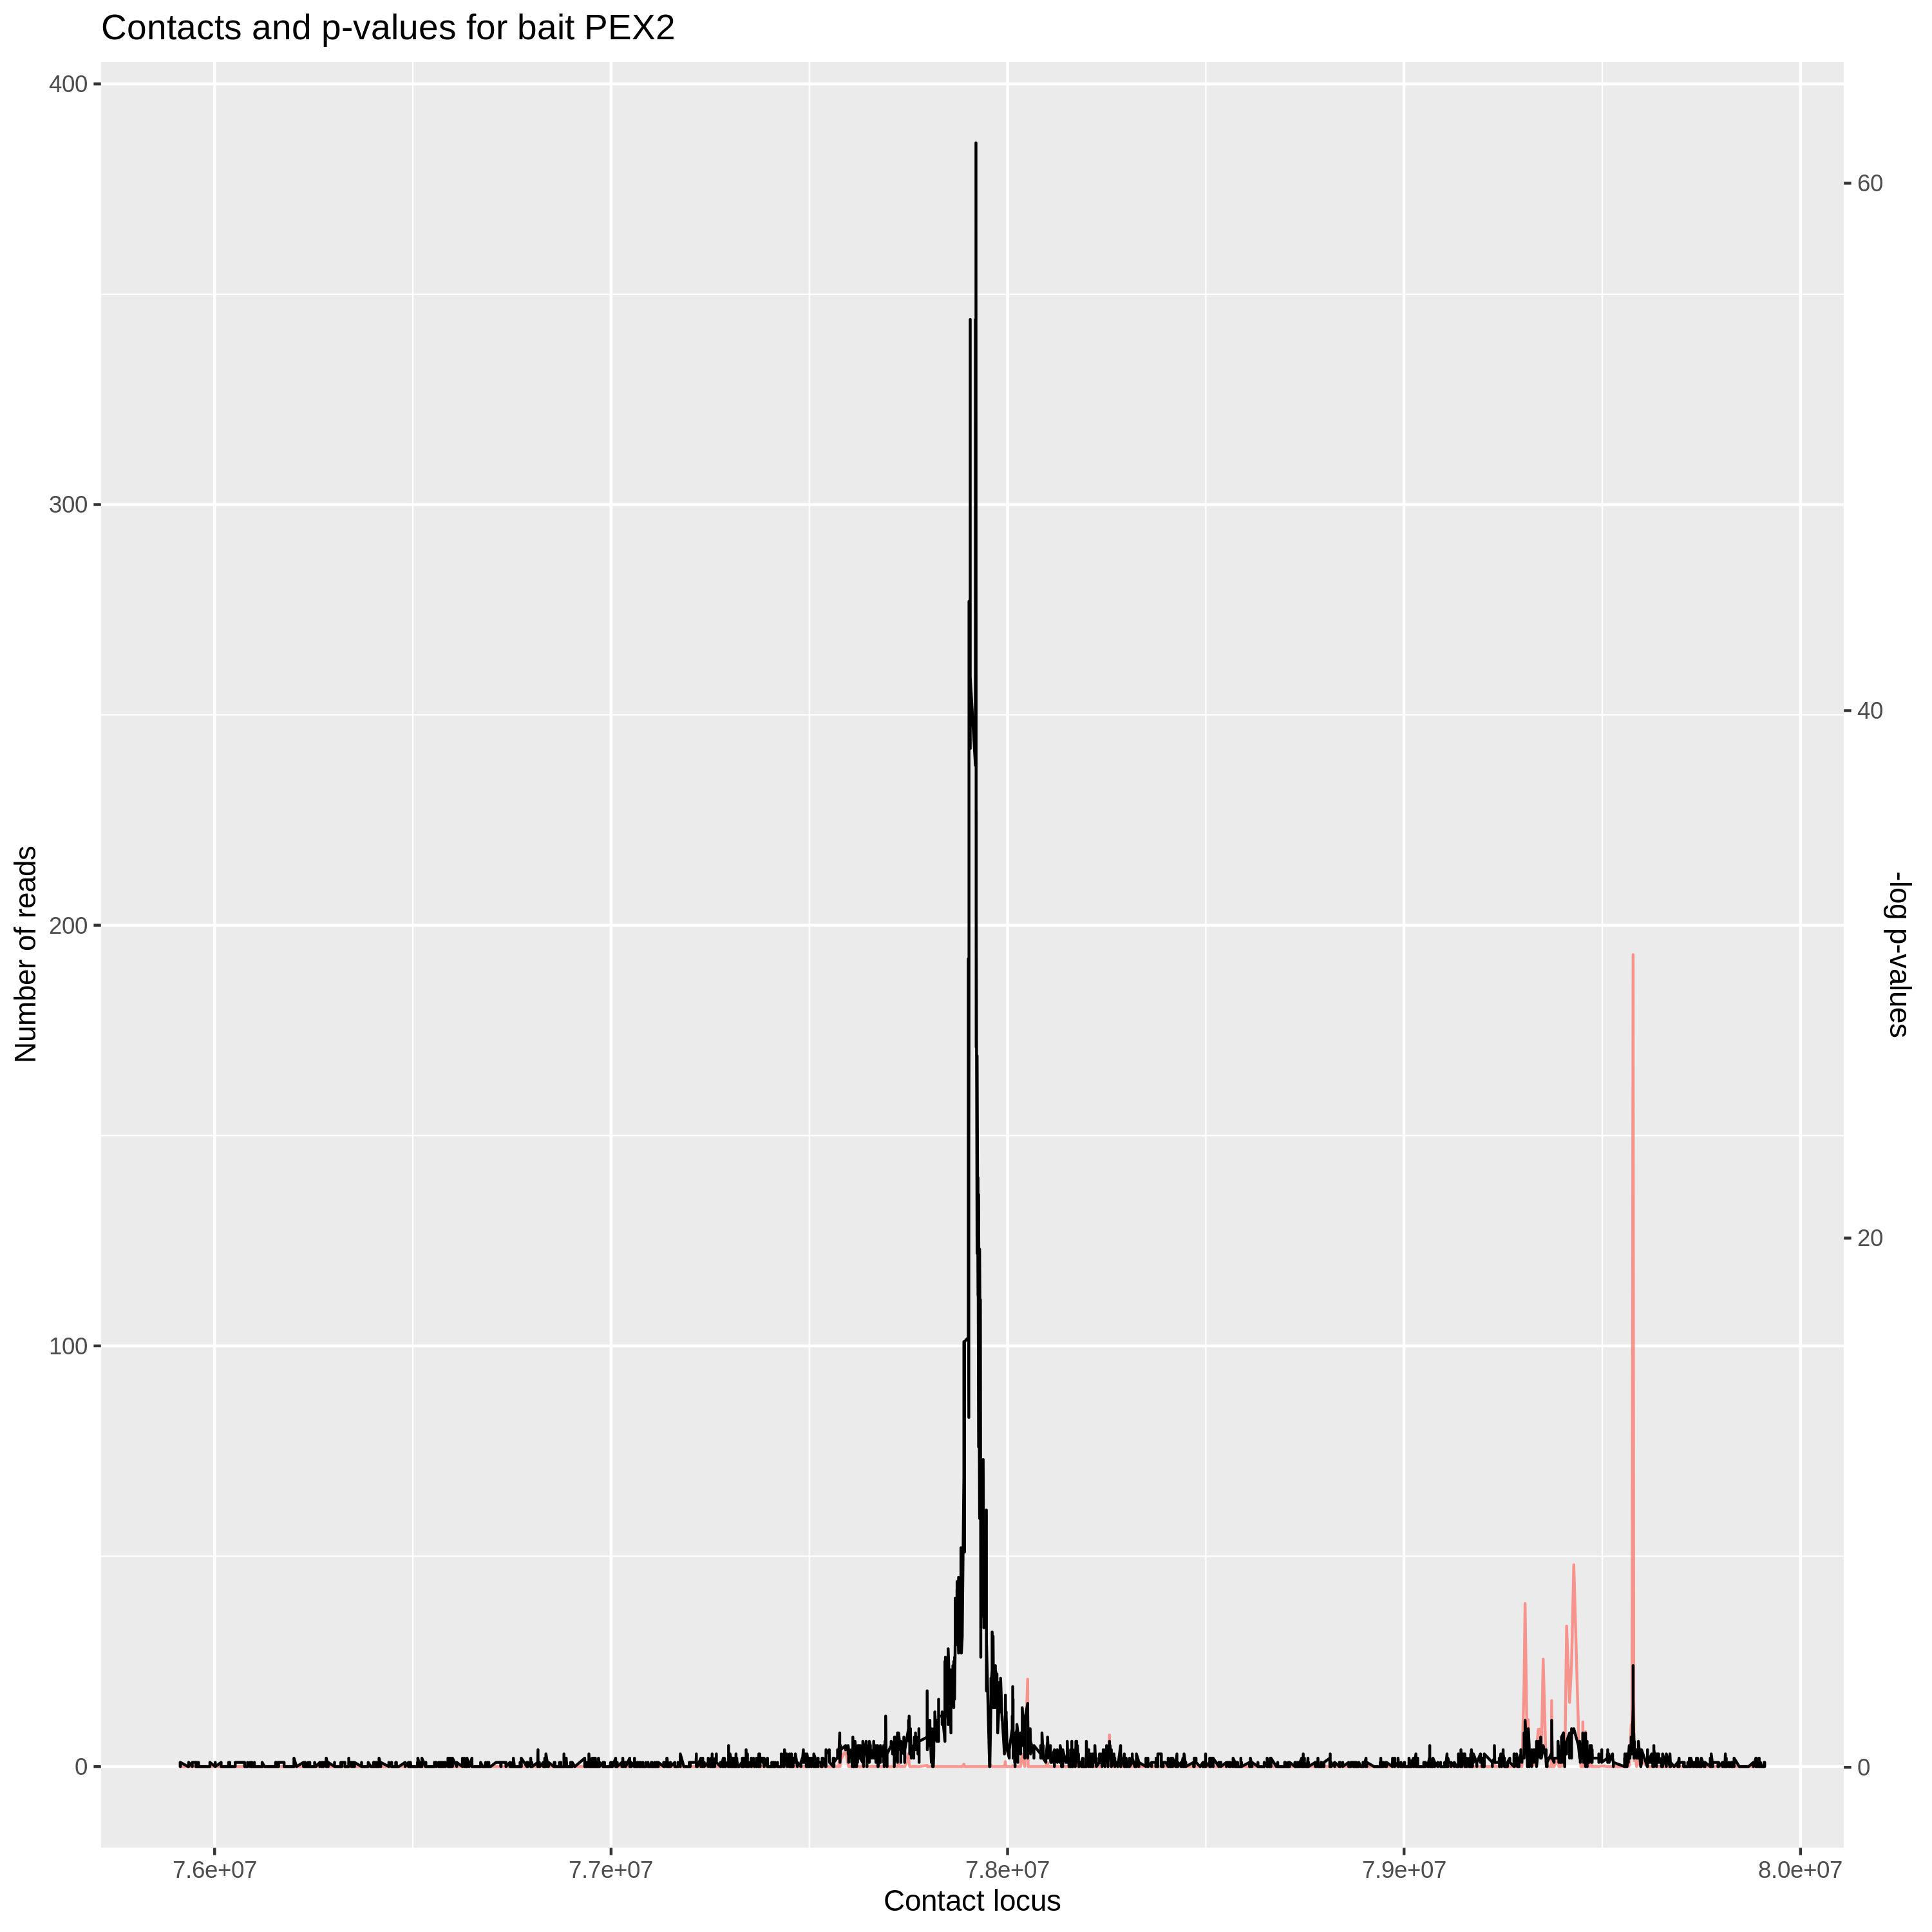 Contacts and p-values for bait PEX2
400
300
200
100
0
Number of reads
60
40
20
0
-log p-values
7.6e+07 7.7e+07 7.8e+07 7.9e+07 8.0e+07
Contact locus